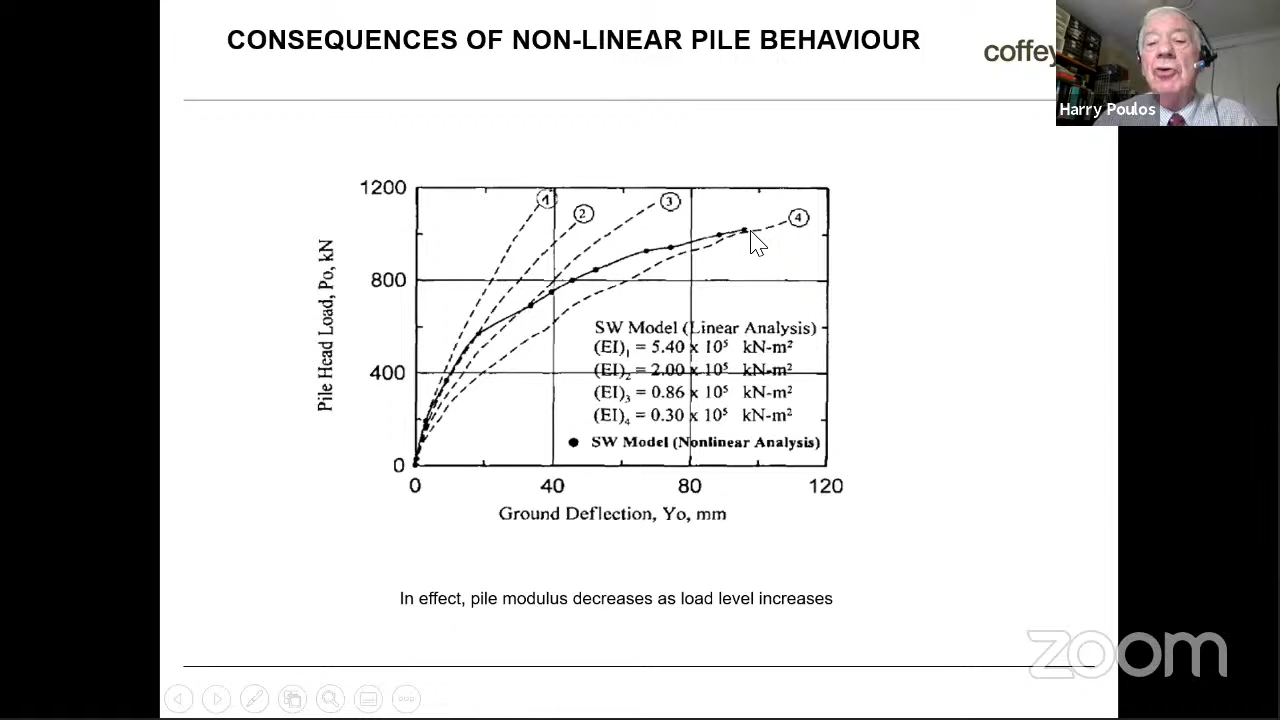 CONSEQUENCES OF NON-LINEAR PILE BEHAVIOUR
coffey
Harry Poulos
1200
800
400
0
Pile Head Load, Po, kN
1
2
3
4
SW Model (Linear Analysis)
(EI)₁ = 5.40 x 10⁵ kN-m²
(EI)₂ = 2.00 x 10⁵ kN-m²
(EI)₃ = 0.86 x 10⁵ kN-m²
(EI)₄ = 0.30 x 10⁵ kN-m²
SW Model (Nonlinear Analysis)
0 40 80 120
Ground Deflection, Yo, mm
In effect, pile modulus decreases as load level increases
zoom